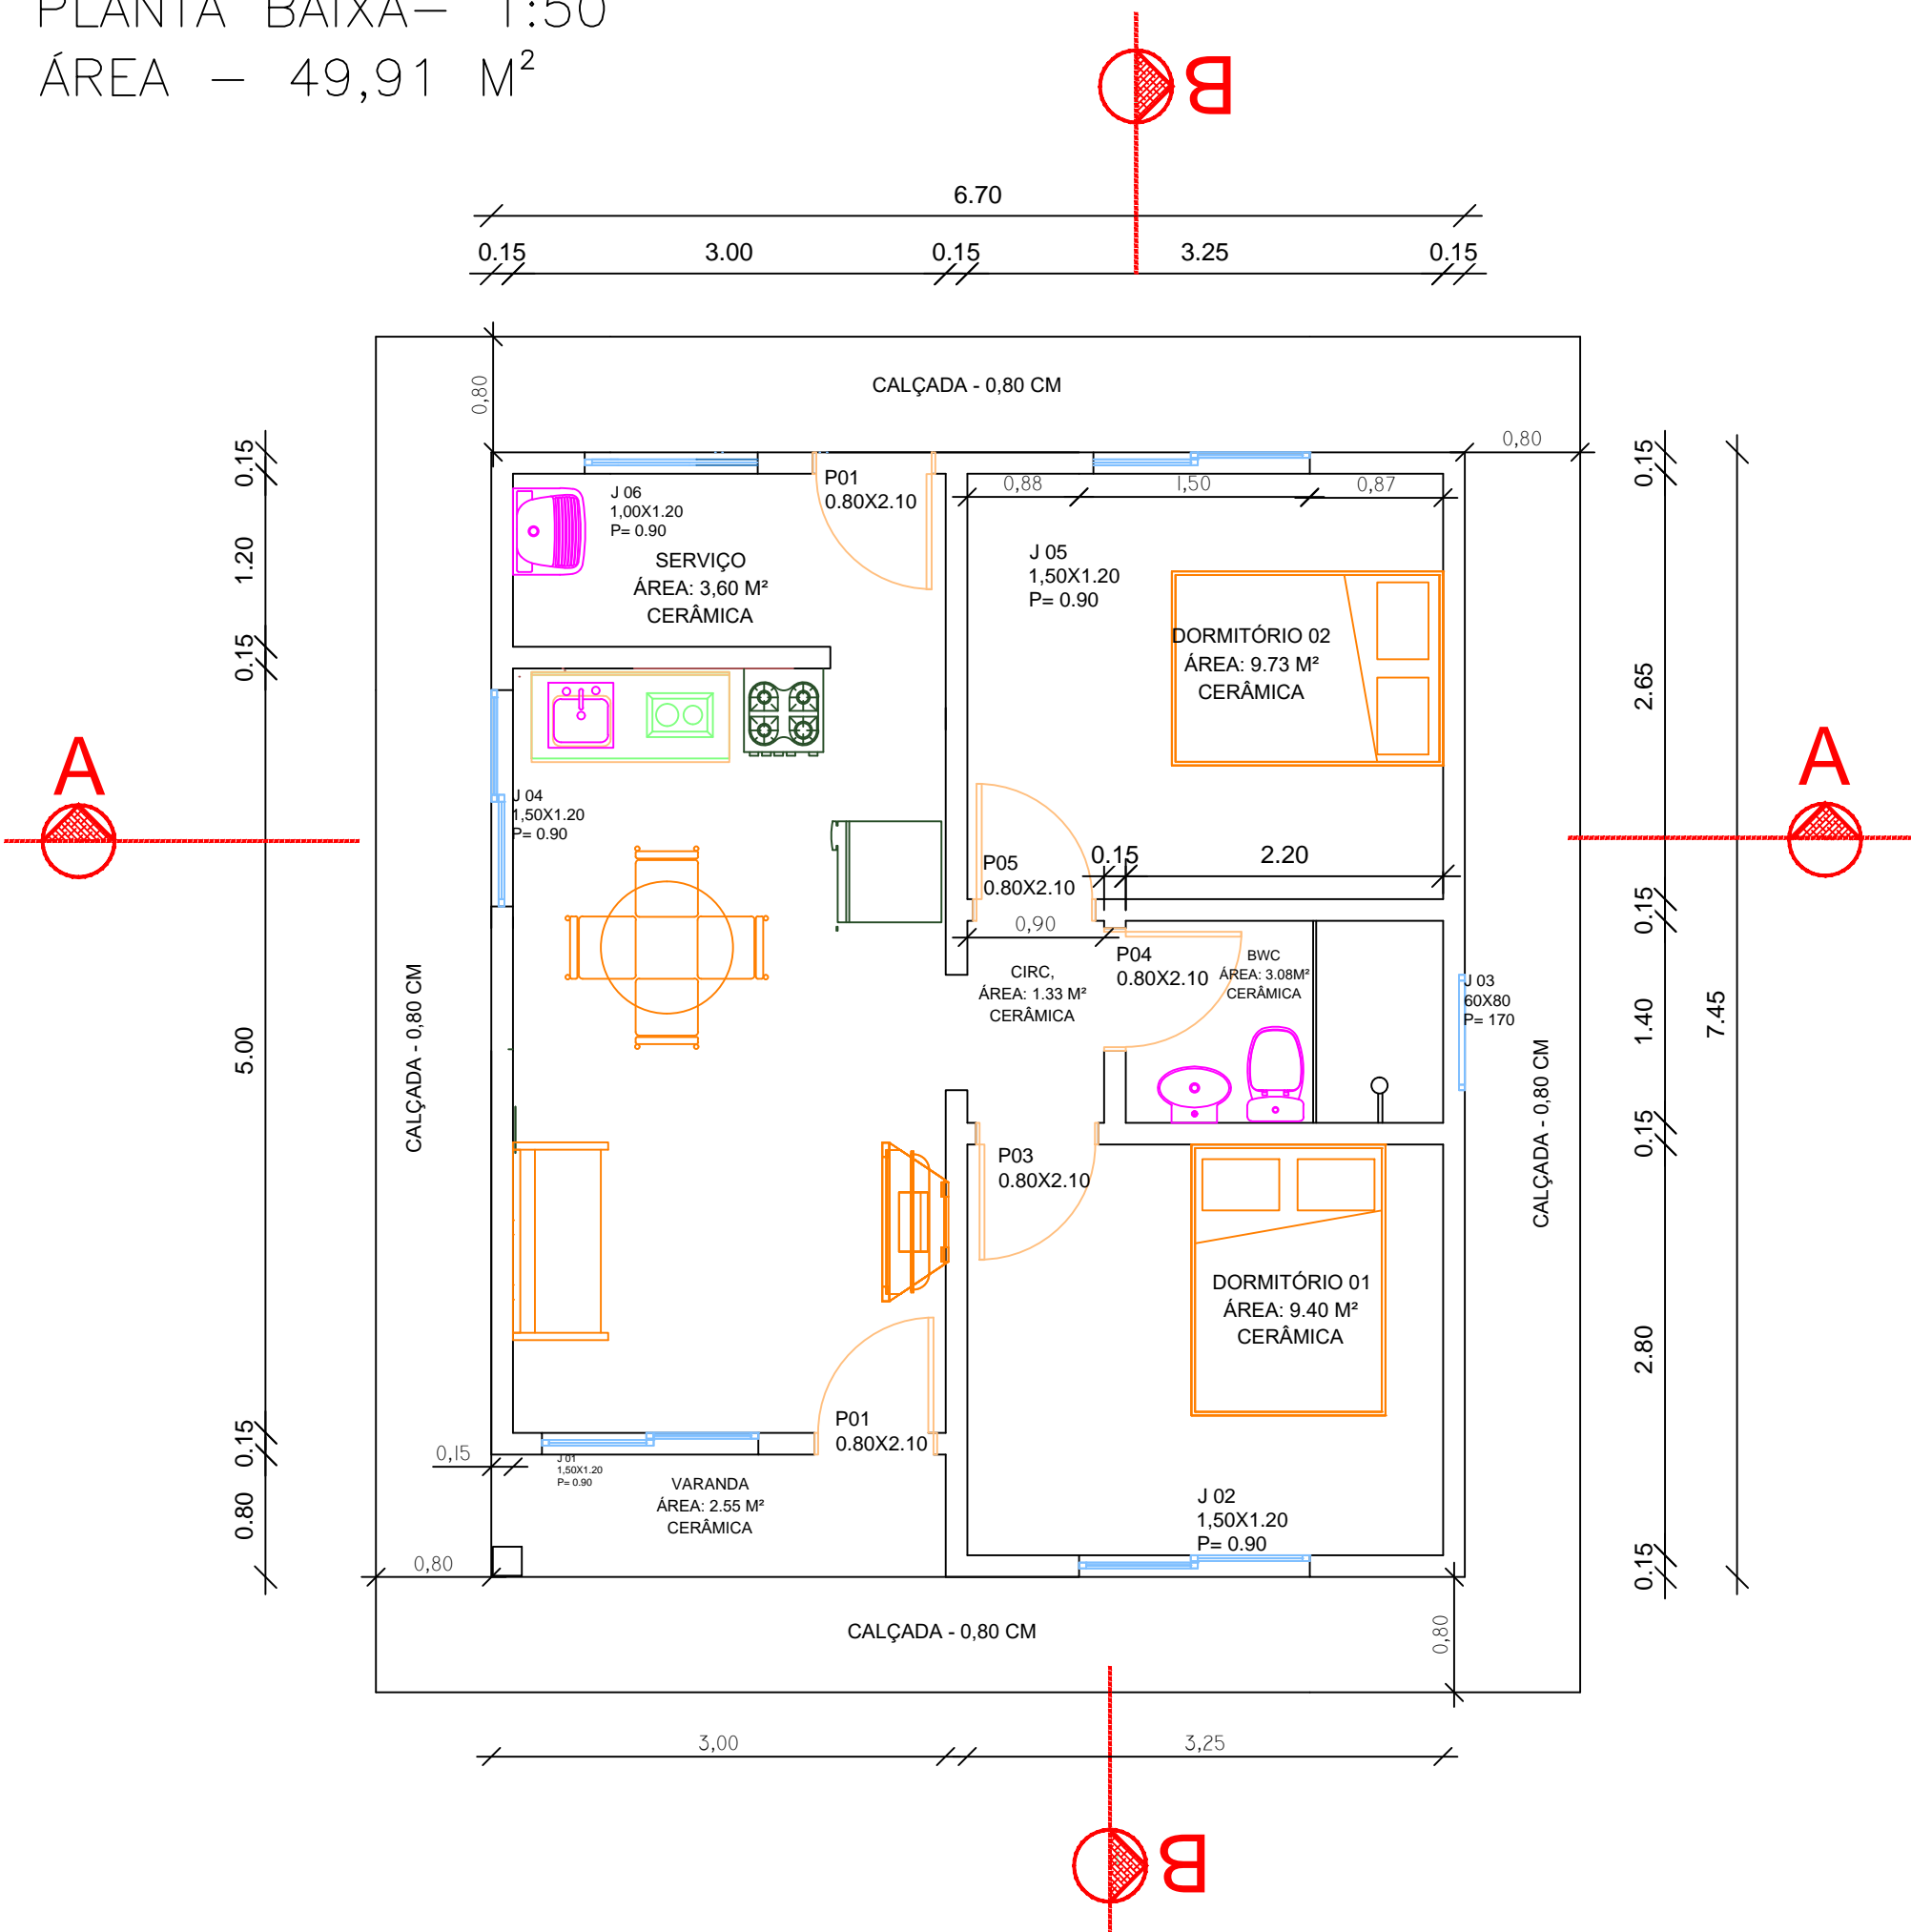 PLANTA BAIXA- 1:50
ÁREA - 49,91 M²
B
6.70
0.15 3.00 0.15 3.25 0.15
CALÇADA - 0,80 CM
0,80
0,80
0.15
1.20
0.15
5.00
0.15
0.80
J 06
1,00X1.20
P= 0.90
P01
0.80X2.10
SERVIÇO
ÁREA: 3,60 M²
CERÂMICA
0,88 1,50 0,87
J 05
1,50X1.20
P= 0.90
DORMITÓRIO 02
ÁREA: 9.73 M²
CERÂMICA
0.15
2.65
0.15
1.40
0.15
2.80
0.15
7.45
A
A
J 04
1,50X1.20
P= 0.90
P05
0.80X2.10
0.15 2.20
0,90
P04
0.80X2.10
BWC
ÁREA: 3.08M²
CERÂMICA
CIRC,
ÁREA: 1.33 M²
CERÂMICA
J 03
60X80
P= 170
CALÇADA - 0,80 CM
CALÇADA - 0,80 CM
P03
0.80X2.10
DORMITÓRIO 01
ÁREA: 9.40 M²
CERÂMICA
P01
0.80X2.10
0,15
J 01
1,50X1.20
P= 0.90
VARANDA
ÁREA: 2.55 M²
CERÂMICA
J 02
1,50X1.20
P= 0.90
0,80
CALÇADA - 0,80 CM
0,80
3,00 3,25
B